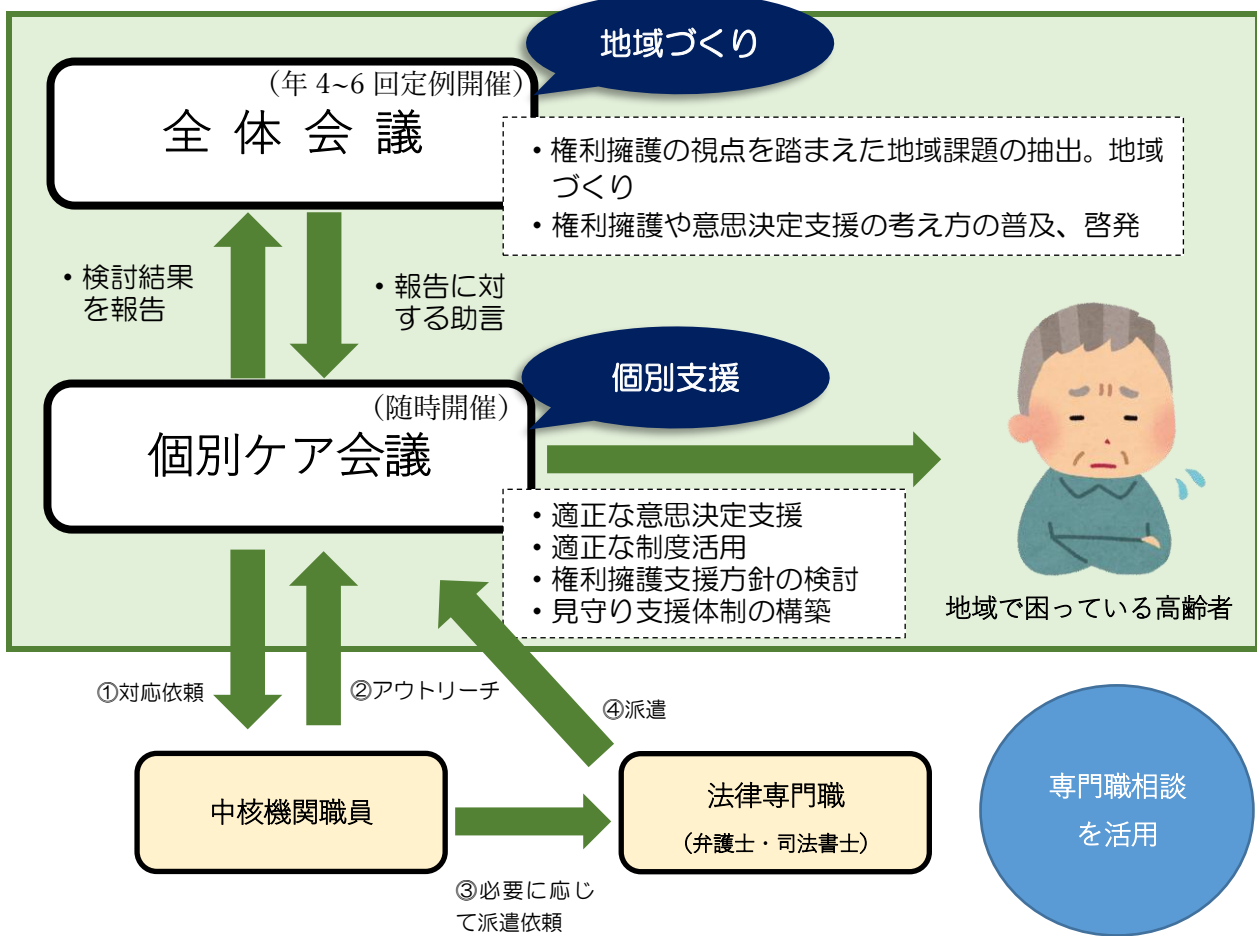 地域づくり
（年 4~6 回定例開催）
全体会議
・権利擁護の視点を踏まえた地域課題の抽出。地域
づくり
・権利擁護や意思決定支援の考え方の普及、啓発
・検討結果
を報告
・報告に対
する助言
個別支援
（随時開催）
個別ケア会議
・適正な意思決定支援
・適正な制度活用
・権利擁護支援方針の検討
・見守り支援体制の構築
地域で困っている高齢者
①対応依頼
②アウトリーチ
④派遣
中核機関職員
法律専門職
（弁護士・司法書士）
専門職相談
を活用
③必要に応じ
て派遣依頼